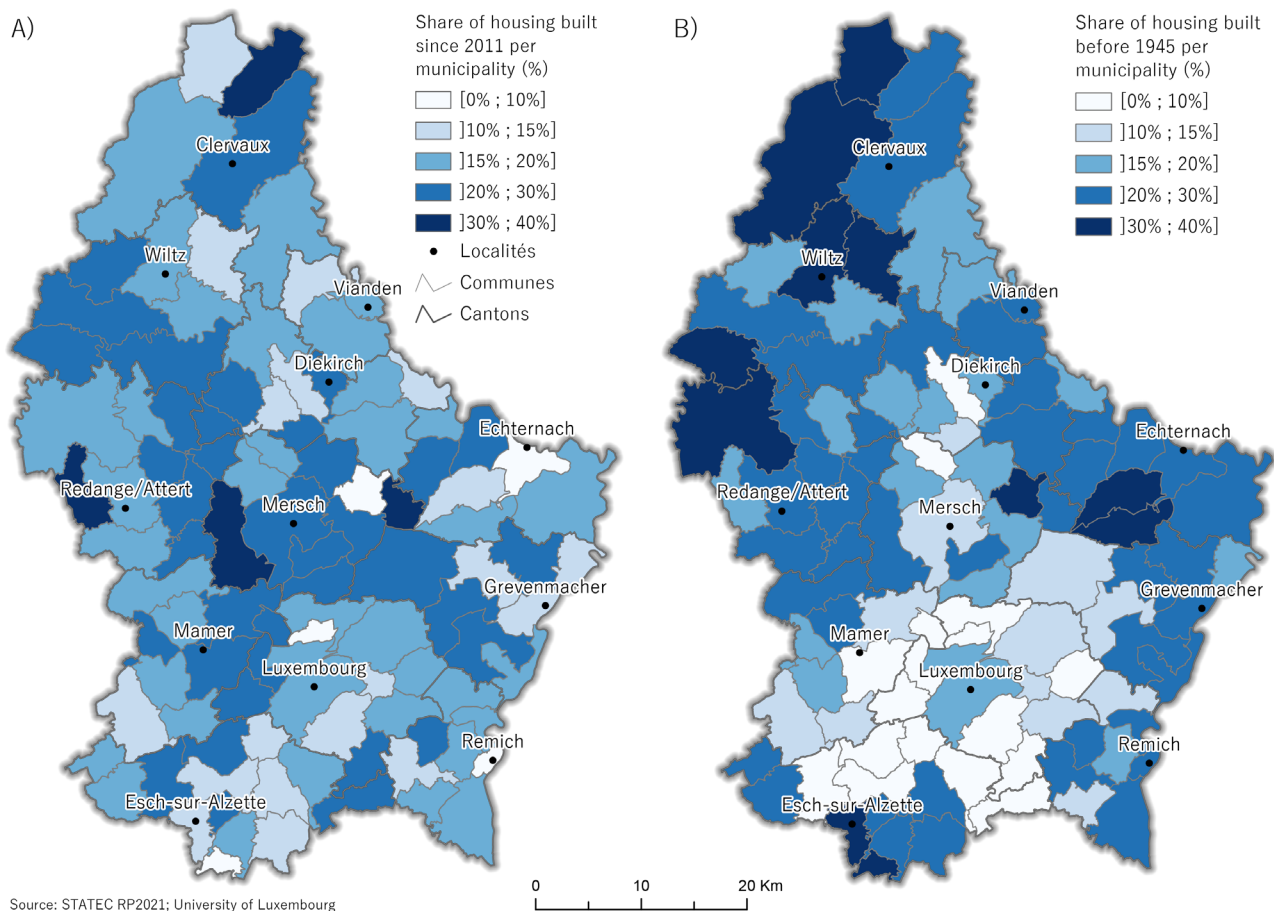 A)
Share of housing built
since 2011 per
municipality (%)
[0% ; 10%]
]10% ; 15%]
]15% ; 20%]
]20% ; 30%]
]30% ; 40%]
Localités
Communes
Cantons
Clervaux
Wiltz
Vianden
Diekirch
Echternach
Redange/Attert
Mersch
Grevenmacher
Mamer
Luxembourg
Remich
Esch-sur-Alzette
B)
Share of housing built
before 1945 per
municipality (%)
[0% ; 10%]
]10% ; 15%]
]15% ; 20%]
]20% ; 30%]
]30% ; 40%]
Clervaux
Wiltz
Vianden
Diekirch
Echternach
Redange/Attert
Mersch
Grevenmacher
Mamer
Luxembourg
Remich
Esch-sur-Alzette
0 10 20 Km
Source: STATEC RP2021; University of Luxembourg